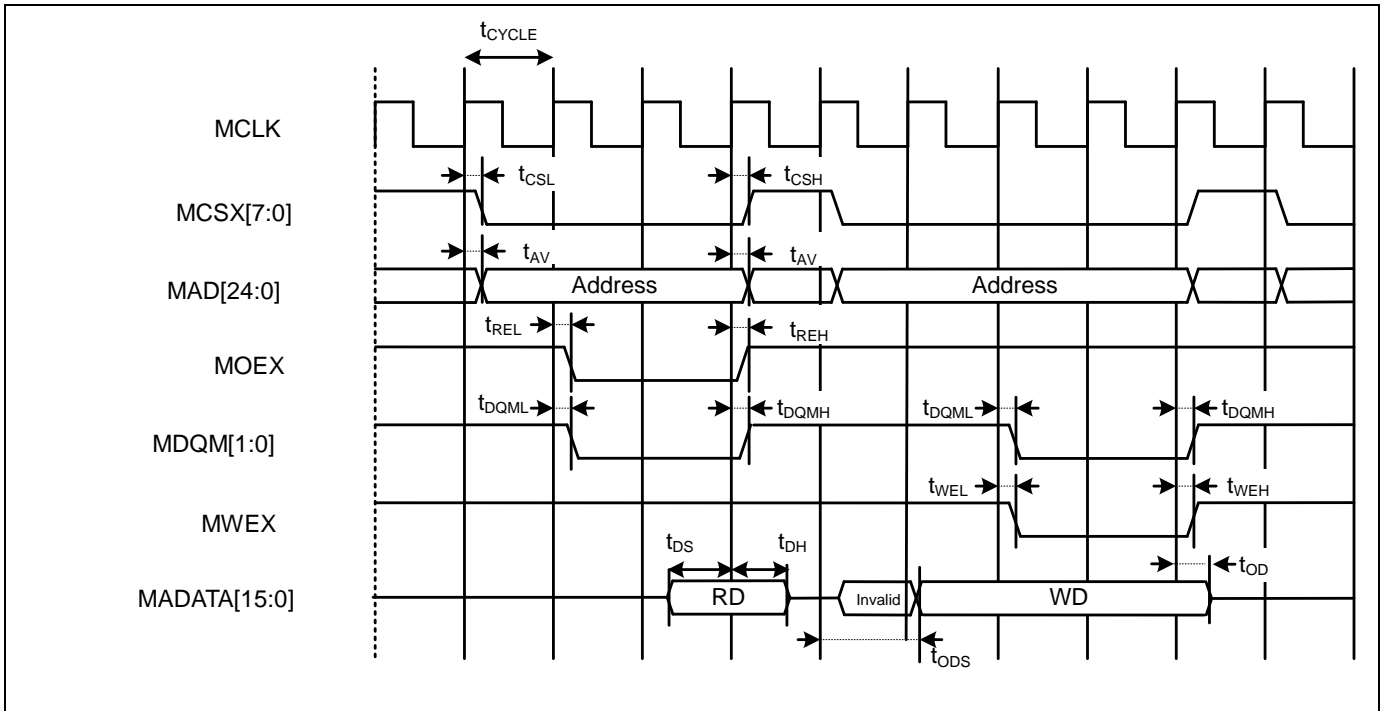 tCYCLE
MCLK
tCSL
tCSH
MCSX[7:0]
tAV
tAV
MAD[24:0]
Address
Address
tREL
tREH
MOEX
tDQML
tDQMH
tDQML
tDQMH
MDQM[1:0]
tWEL
tWEH
MWEX
tDS
tDH
tOD
MADATA[15:0]
RD
Invalid
WD
tODS